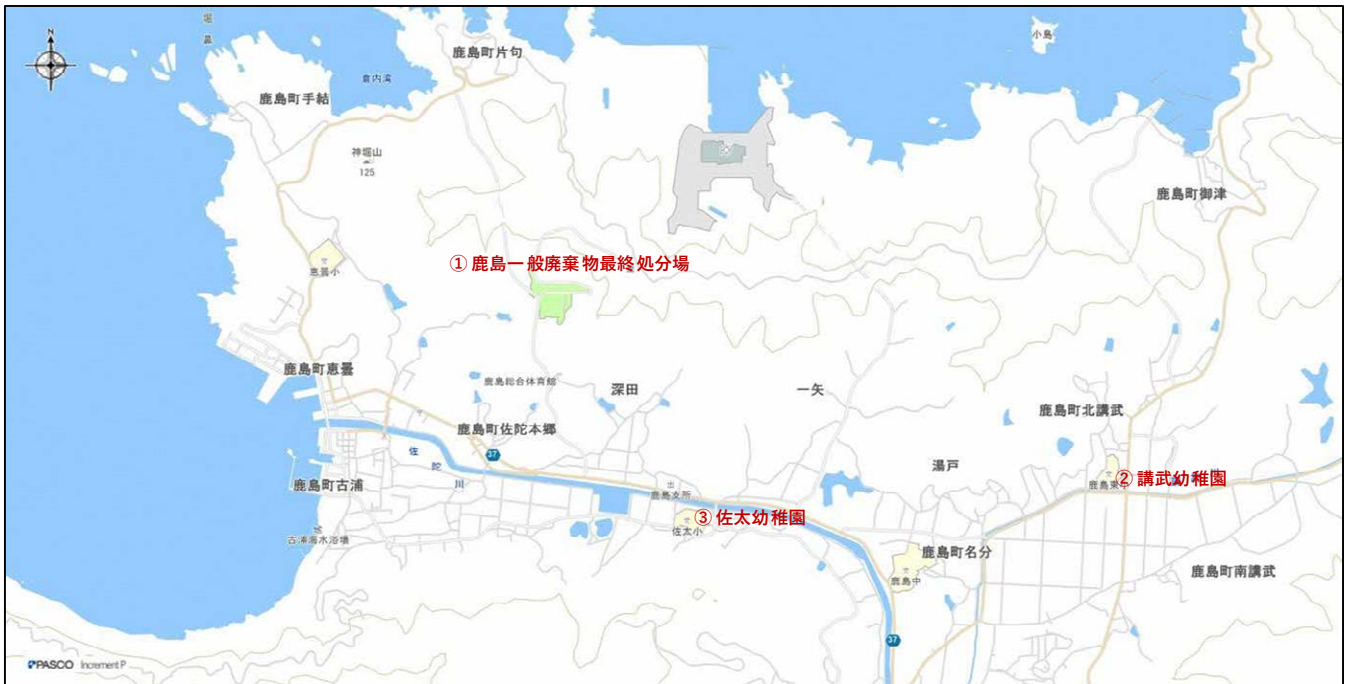 堀
島
N
鹿島町片句
小島
倉内湾
鹿島町手結
神堀山
125
鹿島町御津
① 鹿島一般廃棄物最終処分場
恵曇小
鹿島町恵曇
鹿島総合体育館
深田
一矢
鹿島町北講武
鹿島町佐陀本郷
37
佐
陀
川
湯戸
鹿島町古浦
② 講武幼稚園
鹿島支所
③ 佐太幼稚園
佐太小
古浦海水浴場
鹿島町名分
鹿島町南講武
鹿島中
37
PASCO Increment P